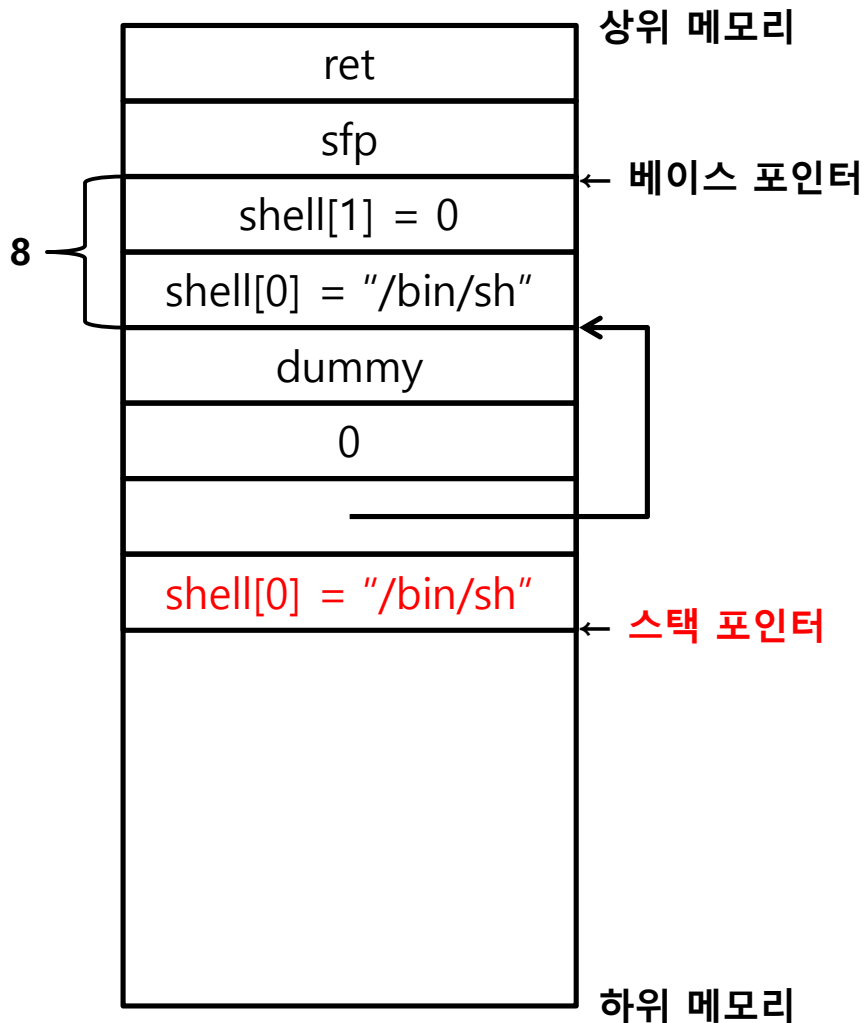 상위 메모리
ret
sfp
← 베이스 포인터
shell[1] = 0
8
shell[0] = "/bin/sh"
dummy
0
shell[0] = "/bin/sh"
← 스택 포인터
하위 메모리